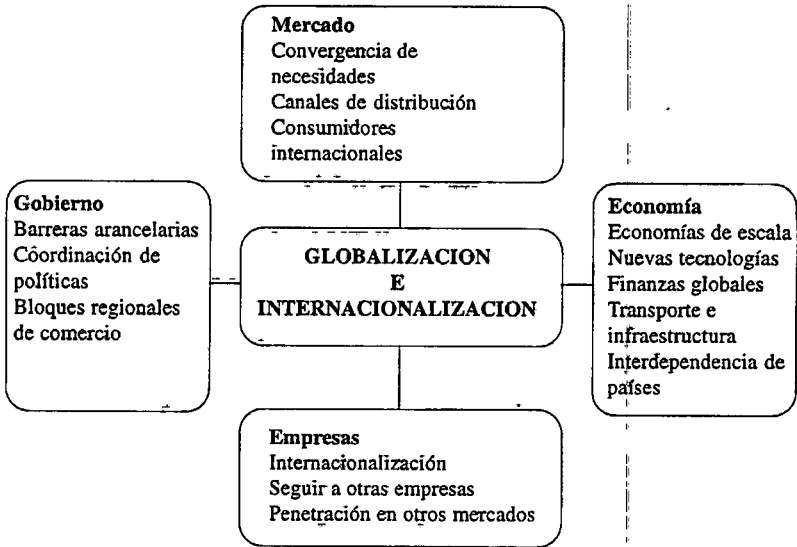 Mercado
Convergencia de
necesidades
Canales de distribución
Consumidores
internacionales
Gobierno
Barreras arancelarias
Coordinación de
políticas
Bloques regionales
de comercio
GLOBALIZACION
E
INTERNACIONALIZACION
Economía
Economías de escala
Nuevas tecnologías
Finanzas globales
Transporte e
infraestructura
Interdependencia de
países
Empresas
Internacionalización
Seguir a otras empresas
Penetración en otros mercados